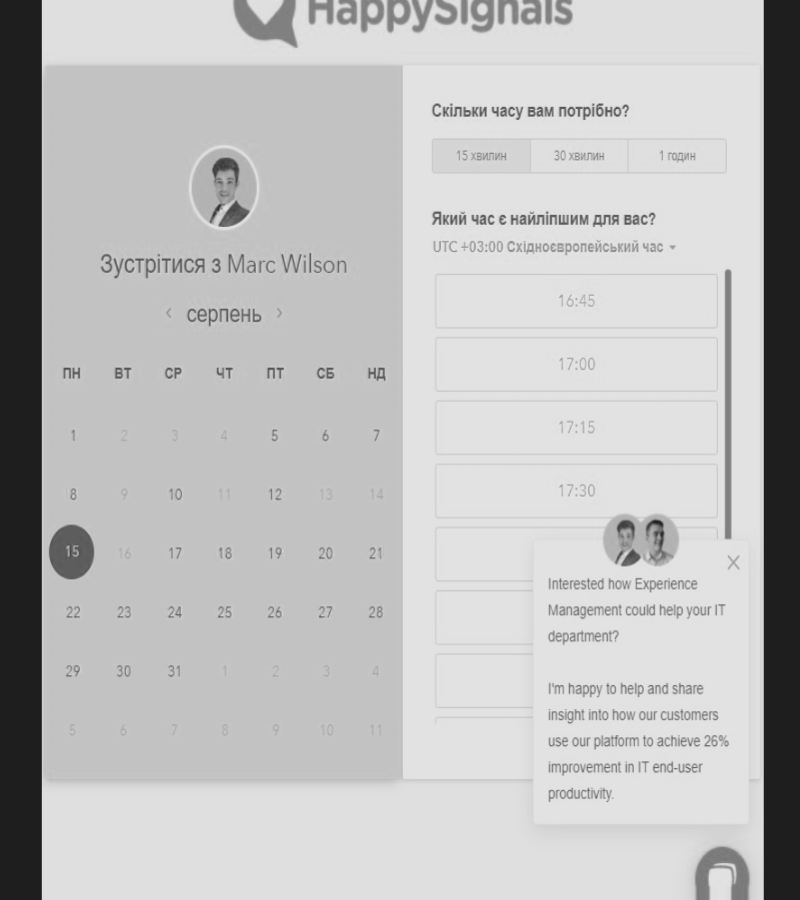 HappySignals
Зустрітися з Marc Wilson
< серпень >
ПН ВТ СР ЧТ ПТ СБ НД
1 2 3 4 5 6 7
8 9 10 11 12 13 14
15 16 17 18 19 20 21
22 23 24 25 26 27 28
29 30 31 1 2 3 4
5 6 7 8 9 10 11
Скільки часу вам потрібно?
15 хвилин 30 хвилин 1 годин
Який час є найліпшим для вас?
UTC +03:00 Східноєвропейський час
16:45
17:00
17:15
17:30
Interested how Experience
Management could help your IT
department?
I'm happy to help and share
insight into how our customers
use our platform to achieve 26%
improvement in IT end-user
productivity.